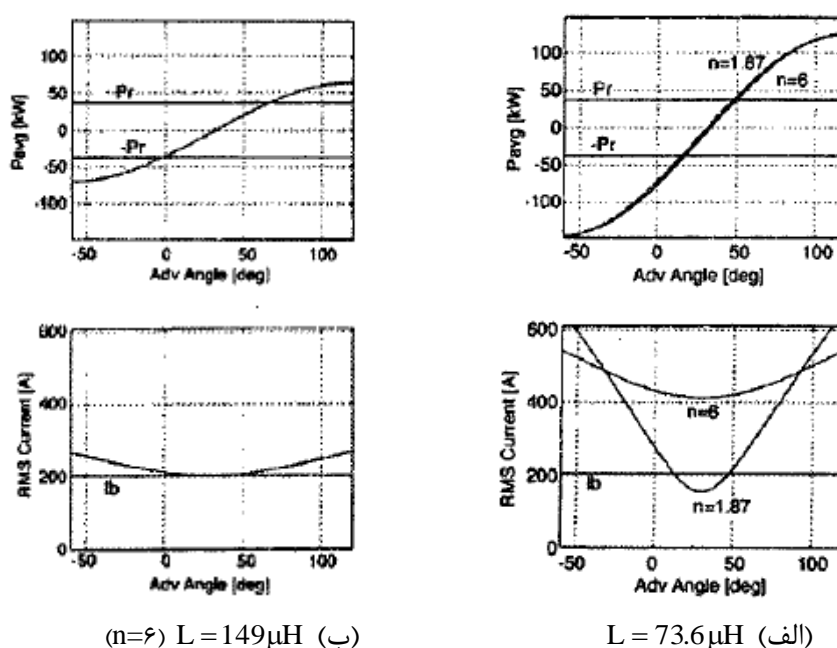 100
50
0
-50
-100
Pavg [kW]
Pr
-Pr
-50 0 50 100
Adv Angle [deg]
100
50
0
-50
-100
Pavg [kW]
n=1.87
n=6
Pr
-Pr
-50 0 50 100
Adv Angle [deg]
600
400
200
0
RMS Current [A]
Ib
-50 0 50 100
Adv Angle [deg]
600
400
200
0
RMS Current [A]
n=6
Ib
n=1.87
-50 0 50 100
Adv Angle [deg]
(الف) L = 73.6μH
(ب) L = 149μH (n=۶)